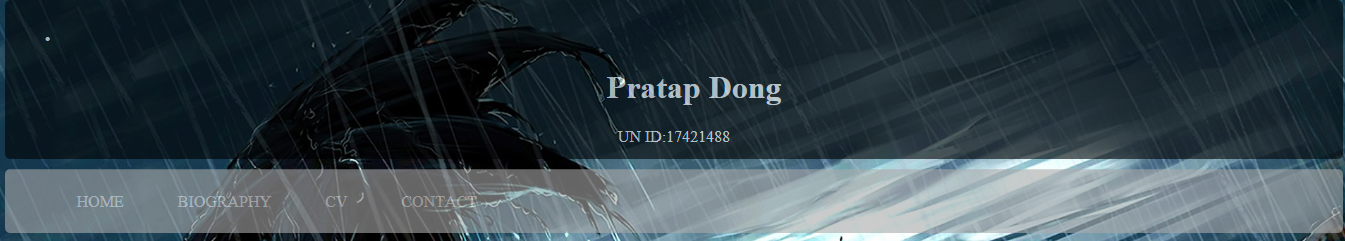 Pratap Dong
UN ID:17421488
HOME BIOGRAPHY CV CONTACT